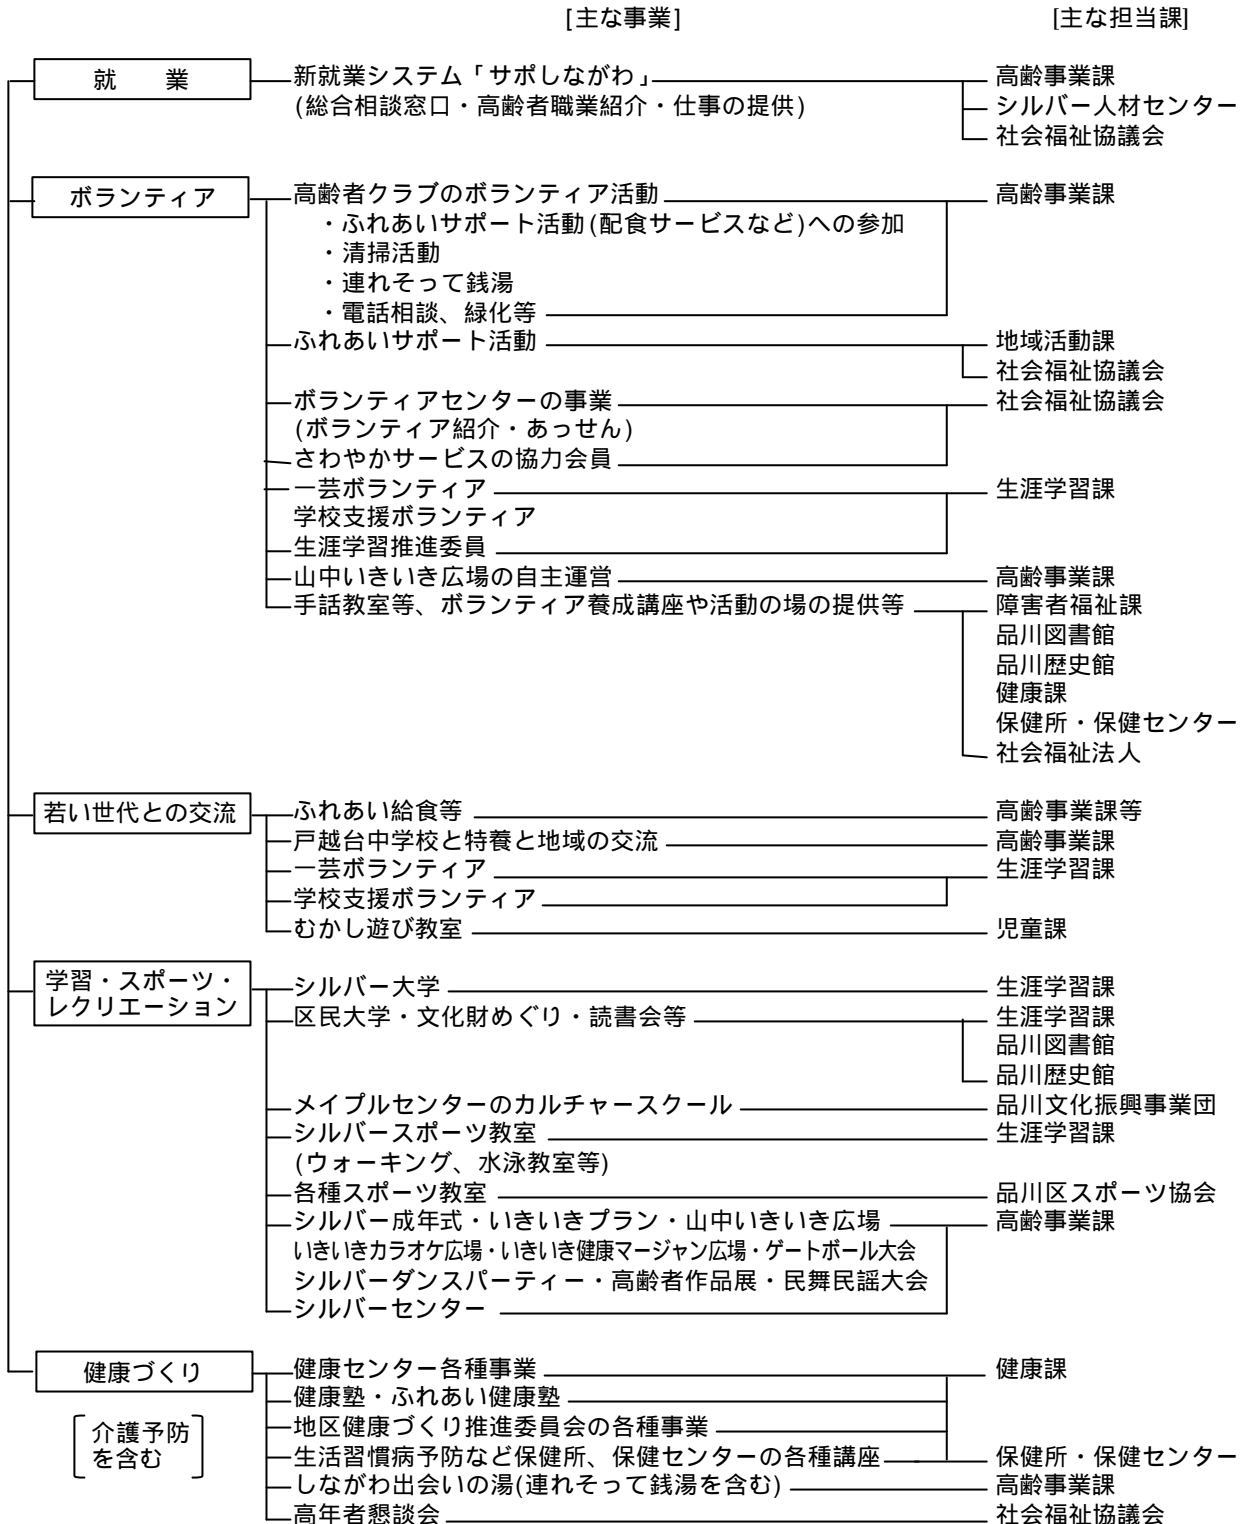 [主な事業] [主な担当課]
就 業 新就業システム「サポしながわ」 高齢事業課
(総合相談窓口・高齢者職業紹介・仕事の提供) シルバー人材センター
社会福祉協議会
ボランティア 高齢者クラブのボランティア活動 高齢事業課
・ふれあいサポート活動(配食サービスなど)への参加
・清掃活動
・連れそって銭湯
・電話相談、緑化等
ふれあいサポート活動 地域活動課
社会福祉協議会
ボランティアセンターの事業 社会福祉協議会
(ボランティア紹介・あっせん)
さわやかサービスの協力会員
一芸ボランティア 生涯学習課
学校支援ボランティア
生涯学習推進委員
山中いきいき広場の自主運営 高齢事業課
手話教室等、ボランティア養成講座や活動の場の提供等 障害者福祉課
品川図書館
品川歴史館
健康課
保健所・保健センター
社会福祉法人
若い世代との交流 ふれあい給食等 高齢事業課等
戸越台中学校と特養と地域の交流 高齢事業課
一芸ボランティア 生涯学習課
学校支援ボランティア
むかし遊び教室 児童課
学習・スポーツ・
レクリエーション
シルバー大学 生涯学習課
区民大学・文化財めぐり・読書会等 生涯学習課
品川図書館
品川歴史館
メイプルセンターのカルチャースクール 品川文化振興事業団
シルバースポーツ教室 生涯学習課
(ウォーキング、水泳教室等)
各種スポーツ教室 品川区スポーツ協会
シルバー成年式・いきいきプラン・山中いきいき広場 高齢事業課
いきいきカラオケ広場・いきいき健康マージャン広場・ゲートボール大会
シルバーダンスパーティー・高齢者作品展・民舞民謡大会
シルバーセンター
健康づくり 健康センター各種事業 健康課
健康塾・ふれあい健康塾
介護予防
を含む
地区健康づくり推進委員会の各種事業
生活習慣病予防など保健所、保健センターの各種講座 保健所・保健センター
しながわ出会いの湯(連れそって銭湯を含む) 高齢事業課
高年者懇談会 社会福祉協議会